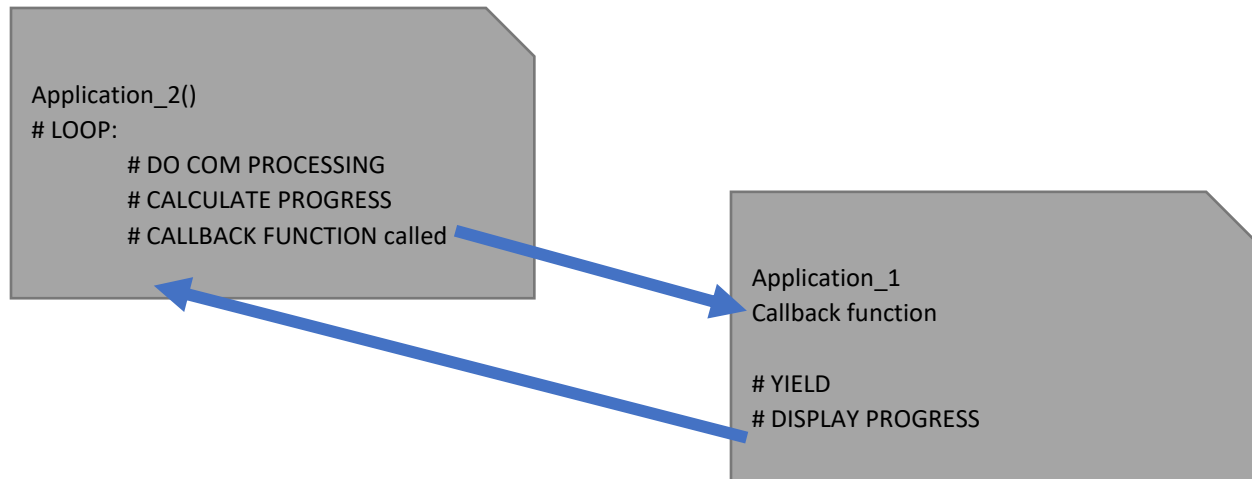 Application_2()
# LOOP:
# DO COM PROCESSING
# CALCULATE PROGRESS
# CALLBACK FUNCTION called
Application_1
Callback function
# YIELD
# DISPLAY PROGRESS